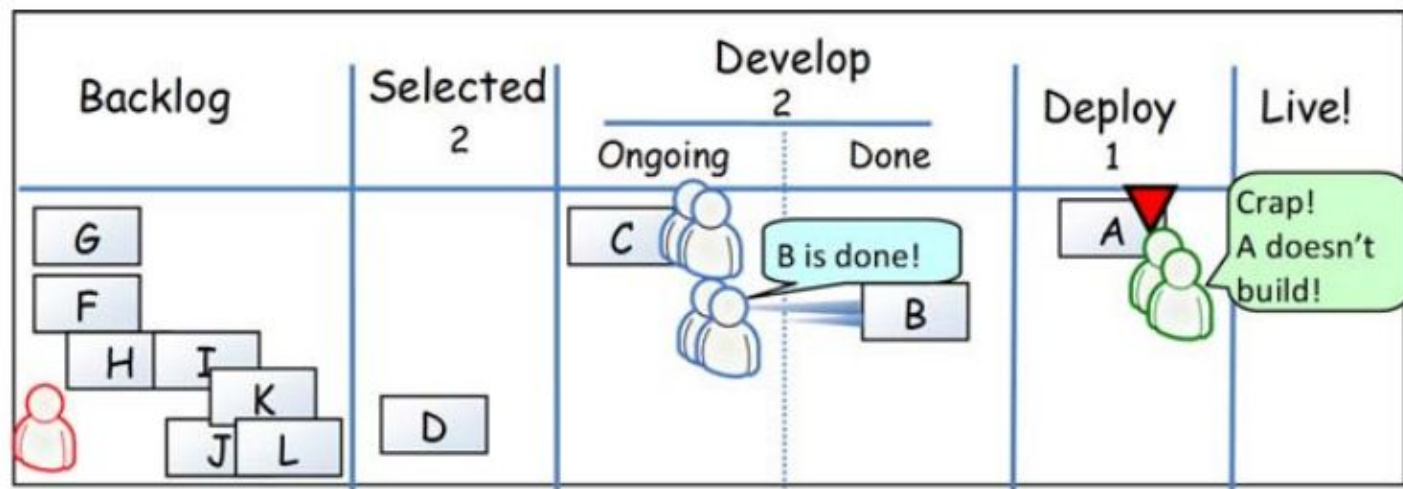 Backlog
Selected
2
Develop
2
Ongoing
Done
Deploy
1
Live!
G
F
H
I
K
J
L
D
C
B is done!
B
A
Crap!
A doesn't
build!